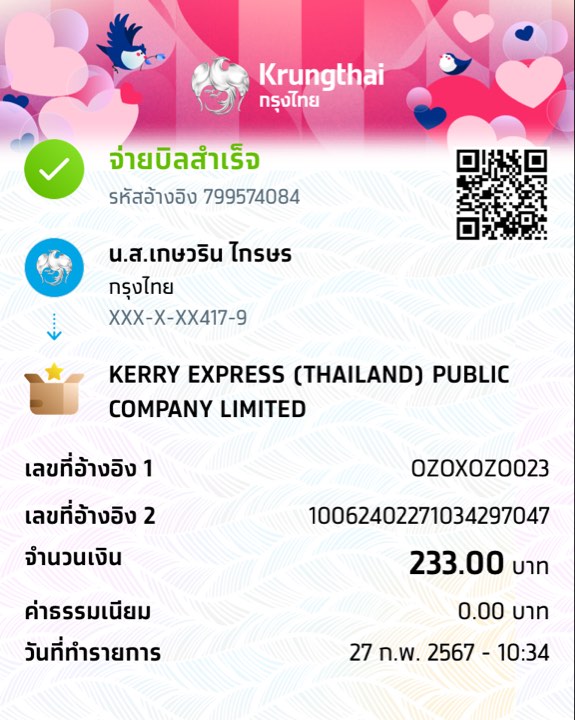 Krungthai
กรุงไทย
จ่ายบิลสำเร็จ
รหัสอ้างอิง 799574084
น.ส.เกษวริน ไกรษร
กรุงไทย
XXX-X-XX417-9
KERRY EXPRESS (THAILAND) PUBLIC
COMPANY LIMITED
เลขที่อ้างอิง 1 OZOXOZO023
เลขที่อ้างอิง 2 10062402271034297047
จำนวนเงิน 233.00 บาท
ค่าธรรมเนียม 0.00 บาท
วันที่ทำรายการ 27 ก.พ. 2567 - 10:34